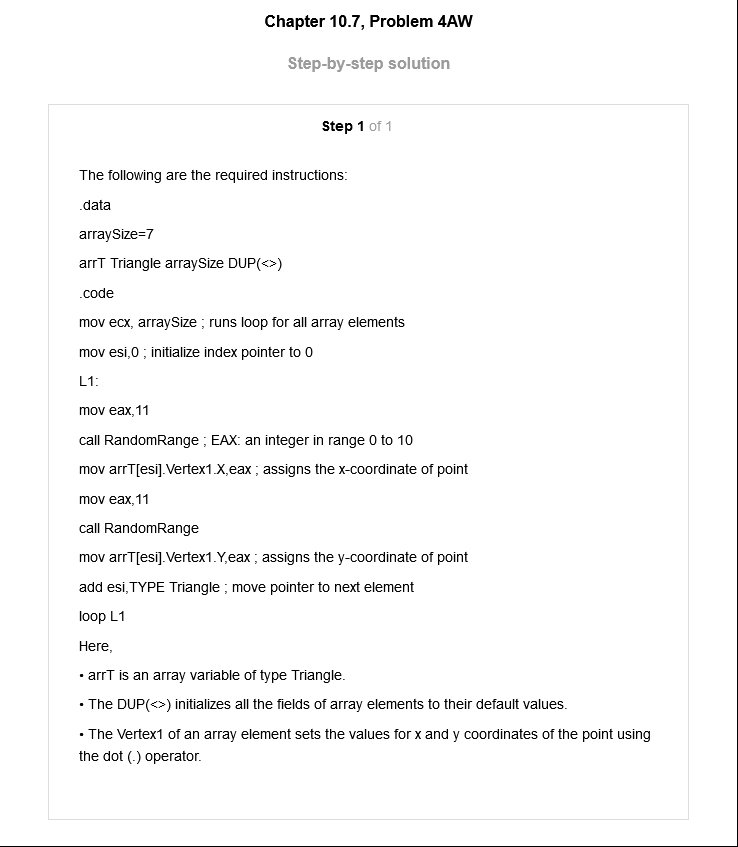 Chapter 10.7, Problem 4AW
Step-by-step solution
Step 1 of 1
The following are the required instructions:
.data
arraySize=7
arrT Triangle arraySize DUP(<>)
.code
mov ecx, arraySize ; runs loop for all array elements
mov esi,0 ; initialize index pointer to 0
L1:
mov eax,11
call RandomRange ; EAX: an integer in range 0 to 10
mov arrT[esi].Vertex1.X,eax ; assigns the x-coordinate of point
mov eax,11
call RandomRange
mov arrT[esi].Vertex1.Y,eax ; assigns the y-coordinate of point
add esi,TYPE Triangle ; move pointer to next element
loop L1
Here,
• arrT is an array variable of type Triangle.
• The DUP(<>) initializes all the fields of array elements to their default values.
• The Vertex1 of an array element sets the values for x and y coordinates of the point using
the dot (.) operator.